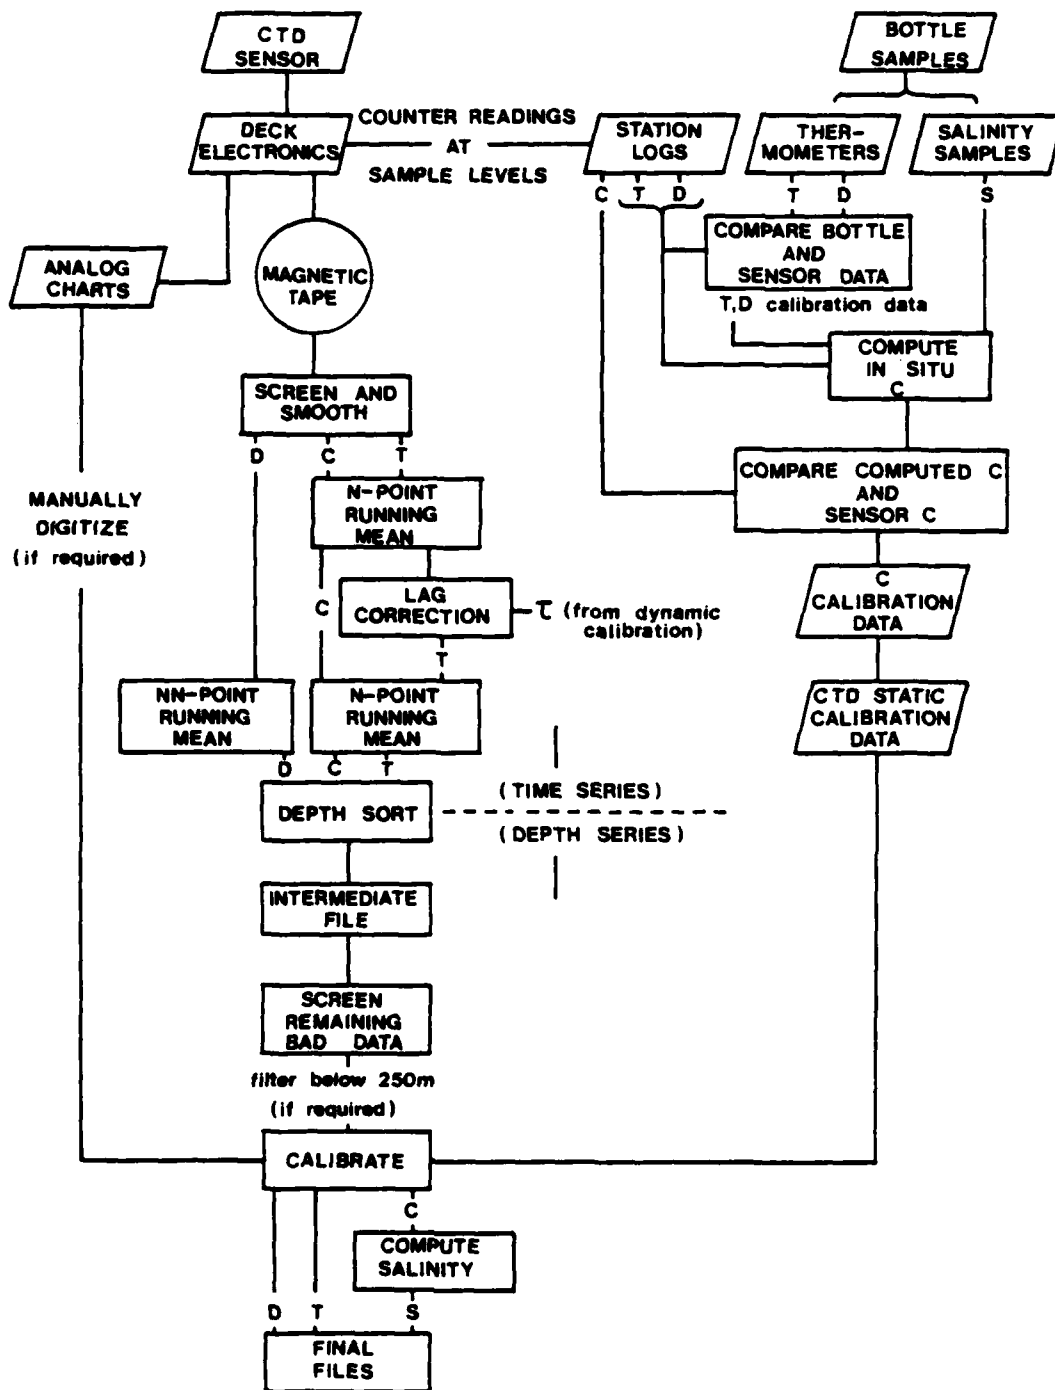 CTD
SENSOR
BOTTLE
SAMPLES
DECK
ELECTRONICS
COUNTER READINGS
AT
SAMPLE LEVELS
STATION
LOGS
THER-
MOMETERS
SALINITY
SAMPLES
C T D
T D
S
ANALOG
CHARTS
MAGNETIC
TAPE
COMPARE BOTTLE
AND
SENSOR DATA
T,D calibration data
COMPUTE
IN SITU
C
SCREEN AND
SMOOTH
D C T
MANUALLY
DIGITIZE
(if required)
N-POINT
RUNNING
MEAN
COMPARE COMPUTED C
AND
SENSOR C
C
LAG
CORRECTION
τ (from dynamic
calibration)
T
C
CALIBRATION
DATA
NN-POINT
RUNNING
MEAN
N-POINT
RUNNING
MEAN
CTD STATIC
CALIBRATION
DATA
D C T
DEPTH SORT
(TIME SERIES)
(DEPTH SERIES)
INTERMEDIATE
FILE
SCREEN
REMAINING
BAD DATA
filter below 250m
(if required)
CALIBRATE
C
COMPUTE
SALINITY
D T S
FINAL
FILES